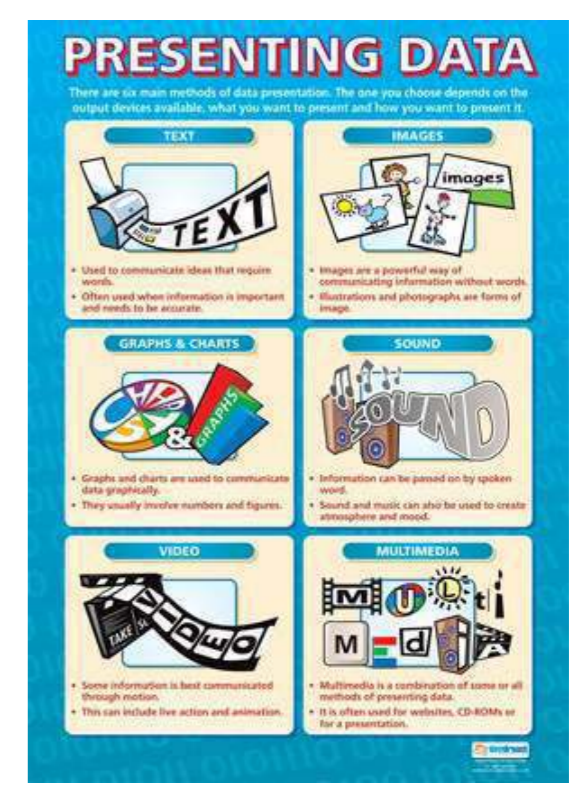 PRESENTING DATA
There are six main methods of data presentation. The one you choose depends on the
output devices available, what you want to present and how you want to present it.
TEXT
TEXT
• Used to communicate ideas that require
words.
• Often used when information is important
and needs to be accurate.
IMAGES
images
• Images are a powerful way of
communicating information without words.
• Illustrations and photographs are forms of
image.
GRAPHS & CHARTS
CHARTS
&
GRAPHS
• Graphs and charts are used to communicate
data graphically.
• They usually involve numbers and figures.
SOUND
SOUND
• Information can be passed on by spoken
word.
• Sound and music can also be used to create
atmosphere and mood.
VIDEO
TAKE
VIDEO
• Some information is best communicated
through motion.
• This can include live action and animation.
MULTIMEDIA
MULti
MEdiA
• Multimedia is a combination of some or all
methods of presenting data.
• It is often used for websites, CD-ROMs or
for a presentation.